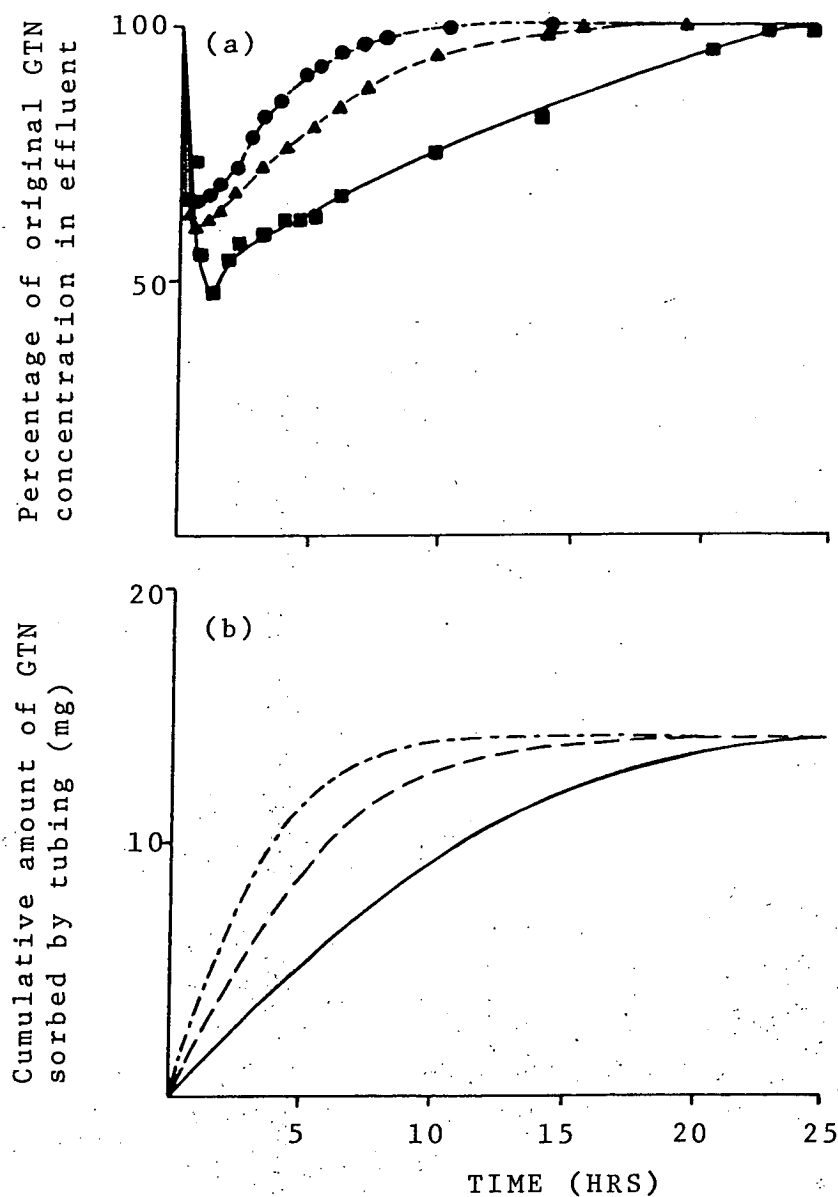 Percentage of original GTN
concentration in effluent
100
(a)
50
Cumulative amount of GTN
sorbed by tubing (mg)
20
(b)
10
5 10 15 20 25
TIME (HRS)